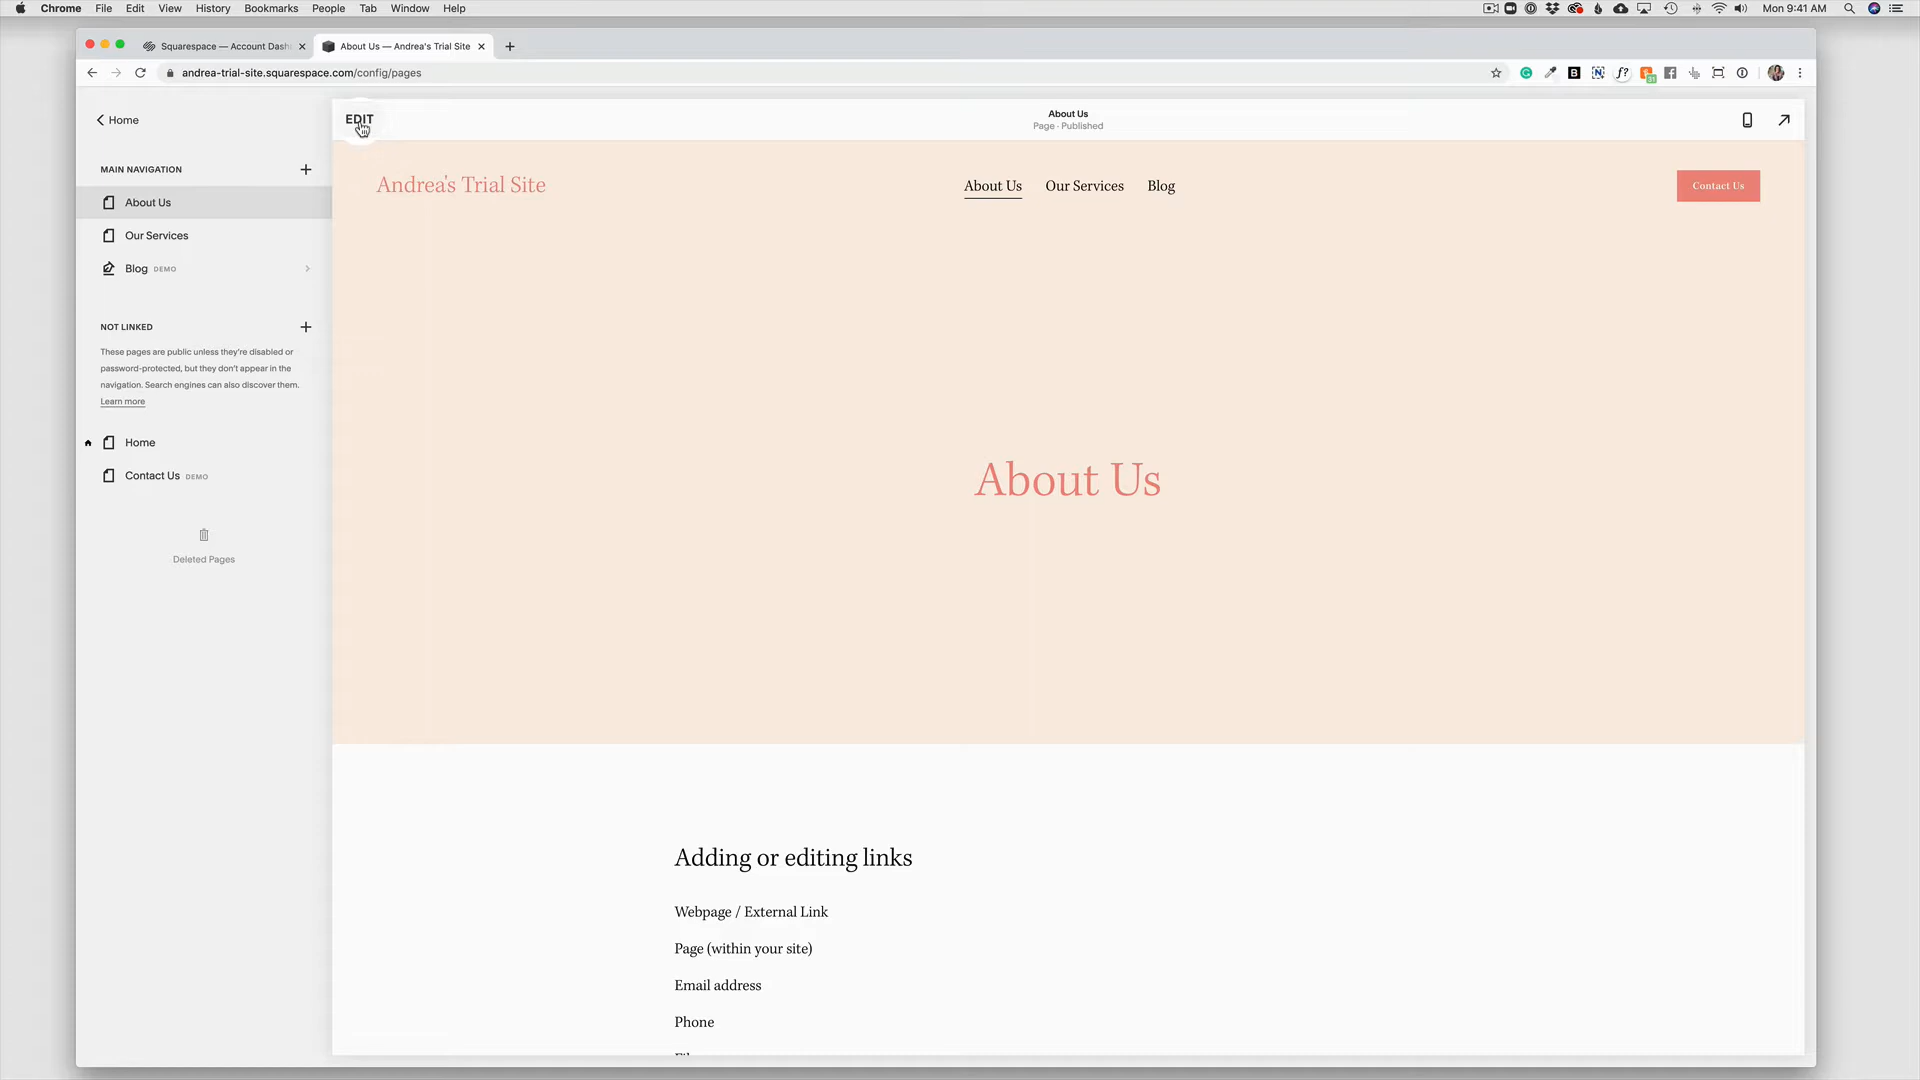 Chrome File Edit View History Bookmarks People Tab Window Help
Mon 9:41 AM
Squarespace — Account Dash
About Us — Andrea's Trial Site
andrea-trial-site.squarespace.com/config/pages
Home
EDIT
About Us
Page · Published
MAIN NAVIGATION
About Us
Our Services
Blog DEMO
NOT LINKED
These pages are public unless they're disabled or
password-protected, but they don't appear in the
navigation. Search engines can also discover them.
Learn more
Home
Contact Us DEMO
Deleted Pages
Andrea's Trial Site
About Us Our Services Blog
Contact Us
About Us
Adding or editing links
Webpage / External Link
Page (within your site)
Email address
Phone